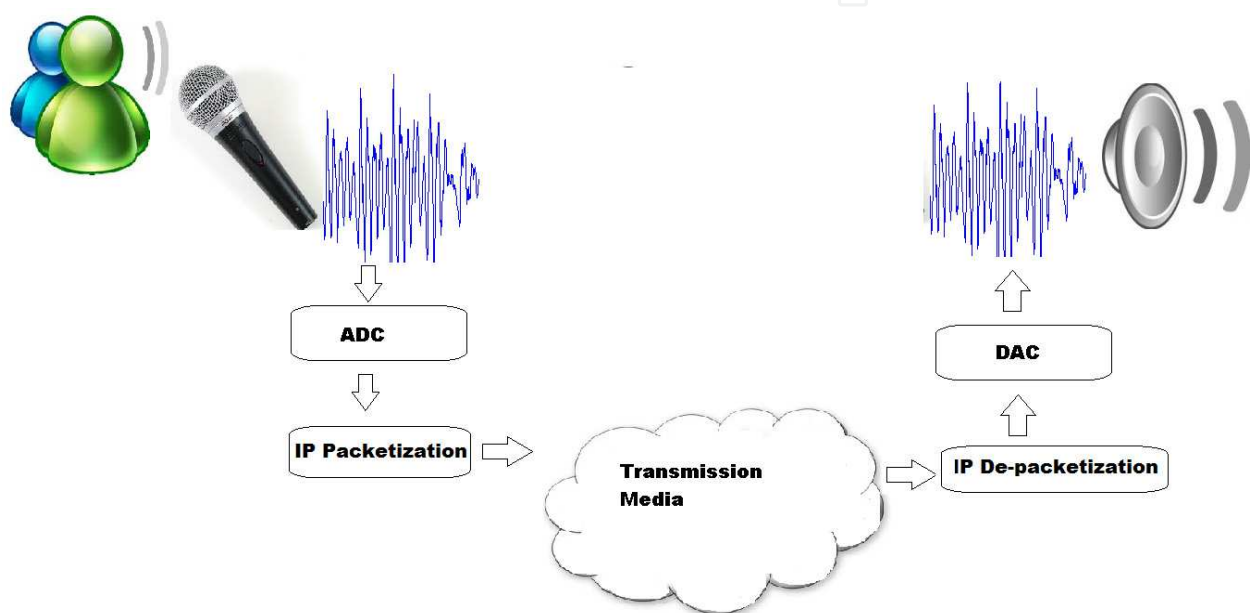 ADC
IP Packetization
Transmission
Media
IP De-packetization
DAC